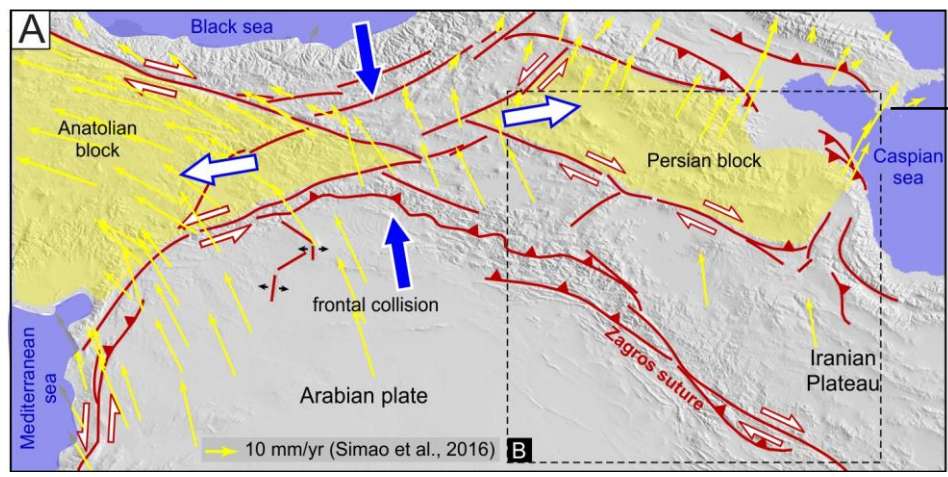 A
Black sea
Anatolian
block
Persian block
Caspian
sea
frontal collision
Mediterranean
sea
Arabian plate
Zagros suture
Iranian
Plateau
10 mm/yr (Simao et al., 2016)
B